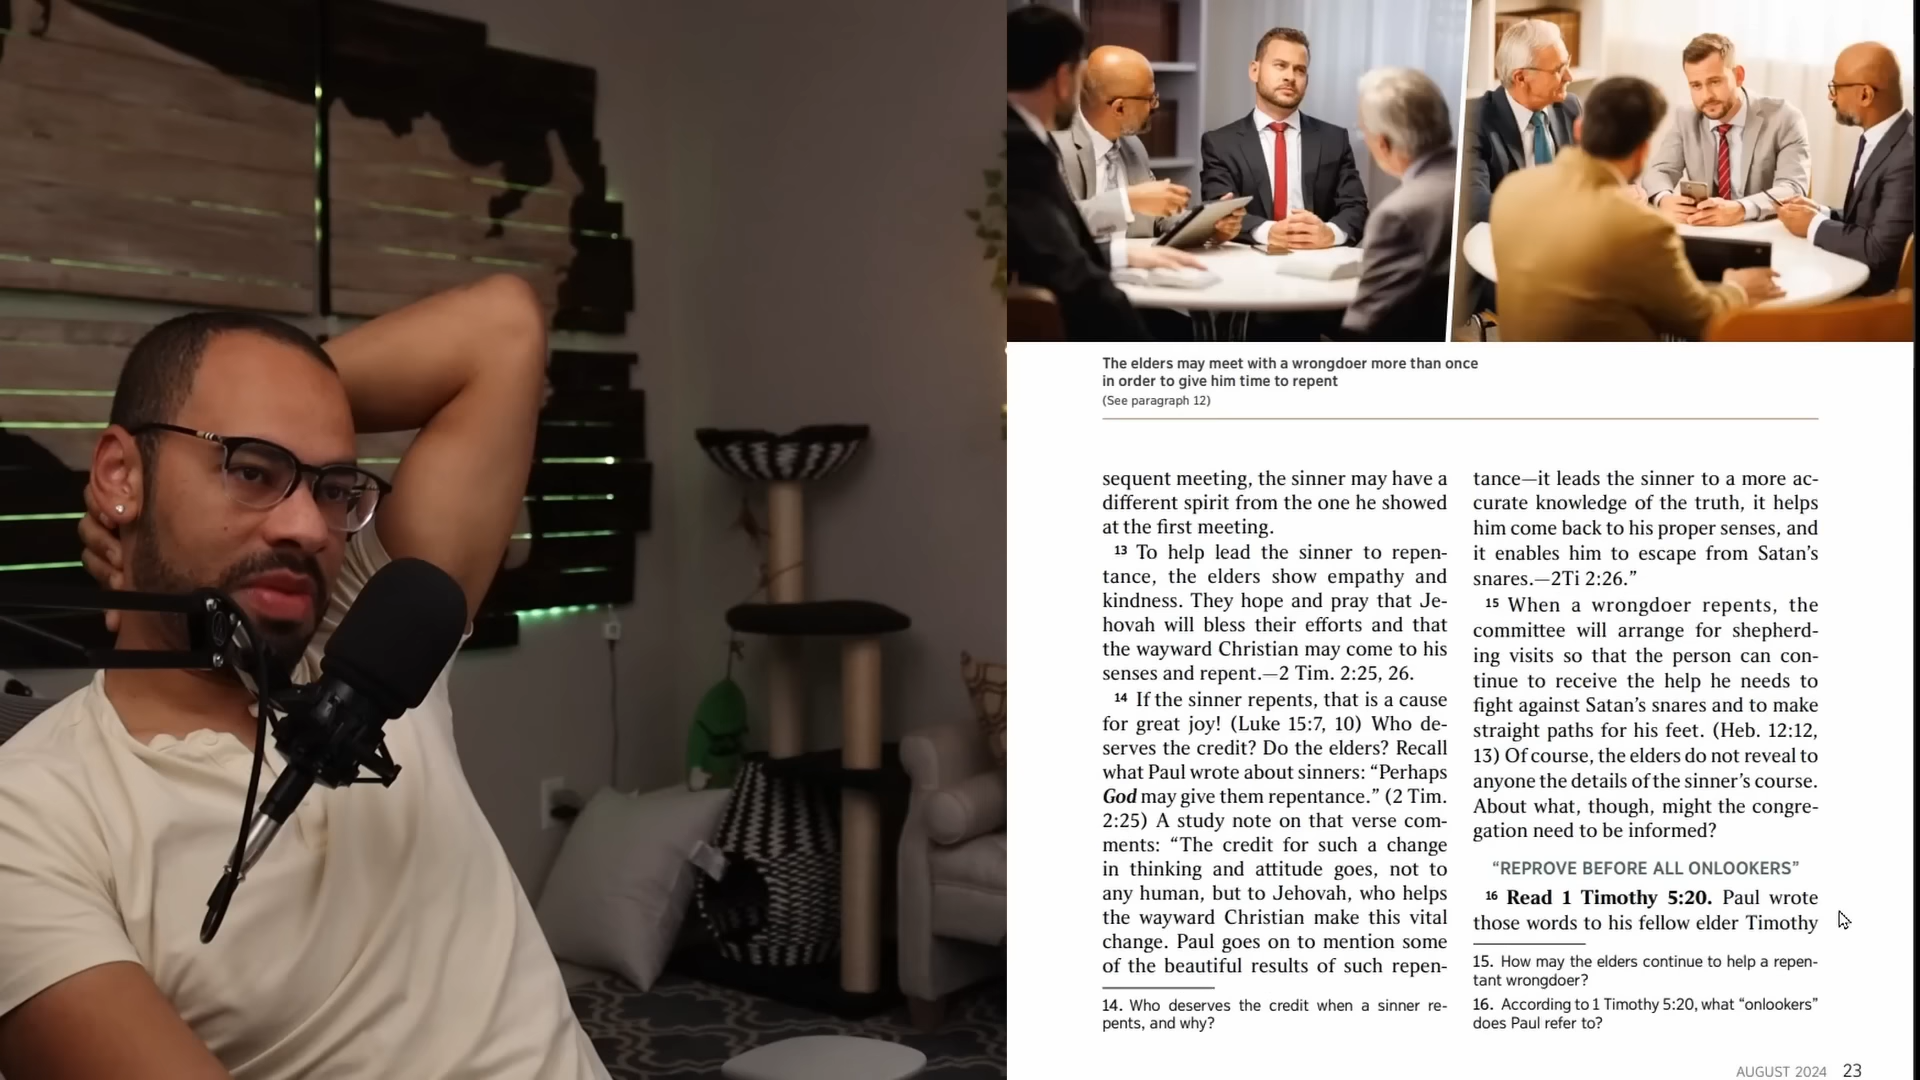 The elders may meet with a wrongdoer more than once
in order to give him time to repent
(See paragraph 12)
sequent meeting, the sinner may have a
different spirit from the one he showed
at the first meeting.
13 To help lead the sinner to repen-
tance, the elders show empathy and
kindness. They hope and pray that Je-
hovah will bless their efforts and that
the wayward Christian may come to his
senses and repent.—2 Tim. 2:25, 26.
14 If the sinner repents, that is a cause
for great joy! (Luke 15:7, 10) Who de-
serves the credit? Do the elders? Recall
what Paul wrote about sinners: “Perhaps
God may give them repentance.” (2 Tim.
2:25) A study note on that verse com-
ments: “The credit for such a change
in thinking and attitude goes, not to
any human, but to Jehovah, who helps
the wayward Christian make this vital
change. Paul goes on to mention some
of the beautiful results of such repen-
14. Who deserves the credit when a sinner re-
pents, and why?
tance—it leads the sinner to a more ac-
curate knowledge of the truth, it helps
him come back to his proper senses, and
it enables him to escape from Satan’s
snares.—2Ti 2:26.”
15 When a wrongdoer repents, the
committee will arrange for shepherd-
ing visits so that the person can con-
tinue to receive the help he needs to
fight against Satan’s snares and to make
straight paths for his feet. (Heb. 12:12,
13) Of course, the elders do not reveal to
anyone the details of the sinner’s course.
About what, though, might the congre-
gation need to be informed?
“REPROVE BEFORE ALL ONLOOKERS”
16 Read 1 Timothy 5:20. Paul wrote
those words to his fellow elder Timothy
15. How may the elders continue to help a repen-
tant wrongdoer?
16. According to 1 Timothy 5:20, what “onlookers”
does Paul refer to?
AUGUST 2024 23